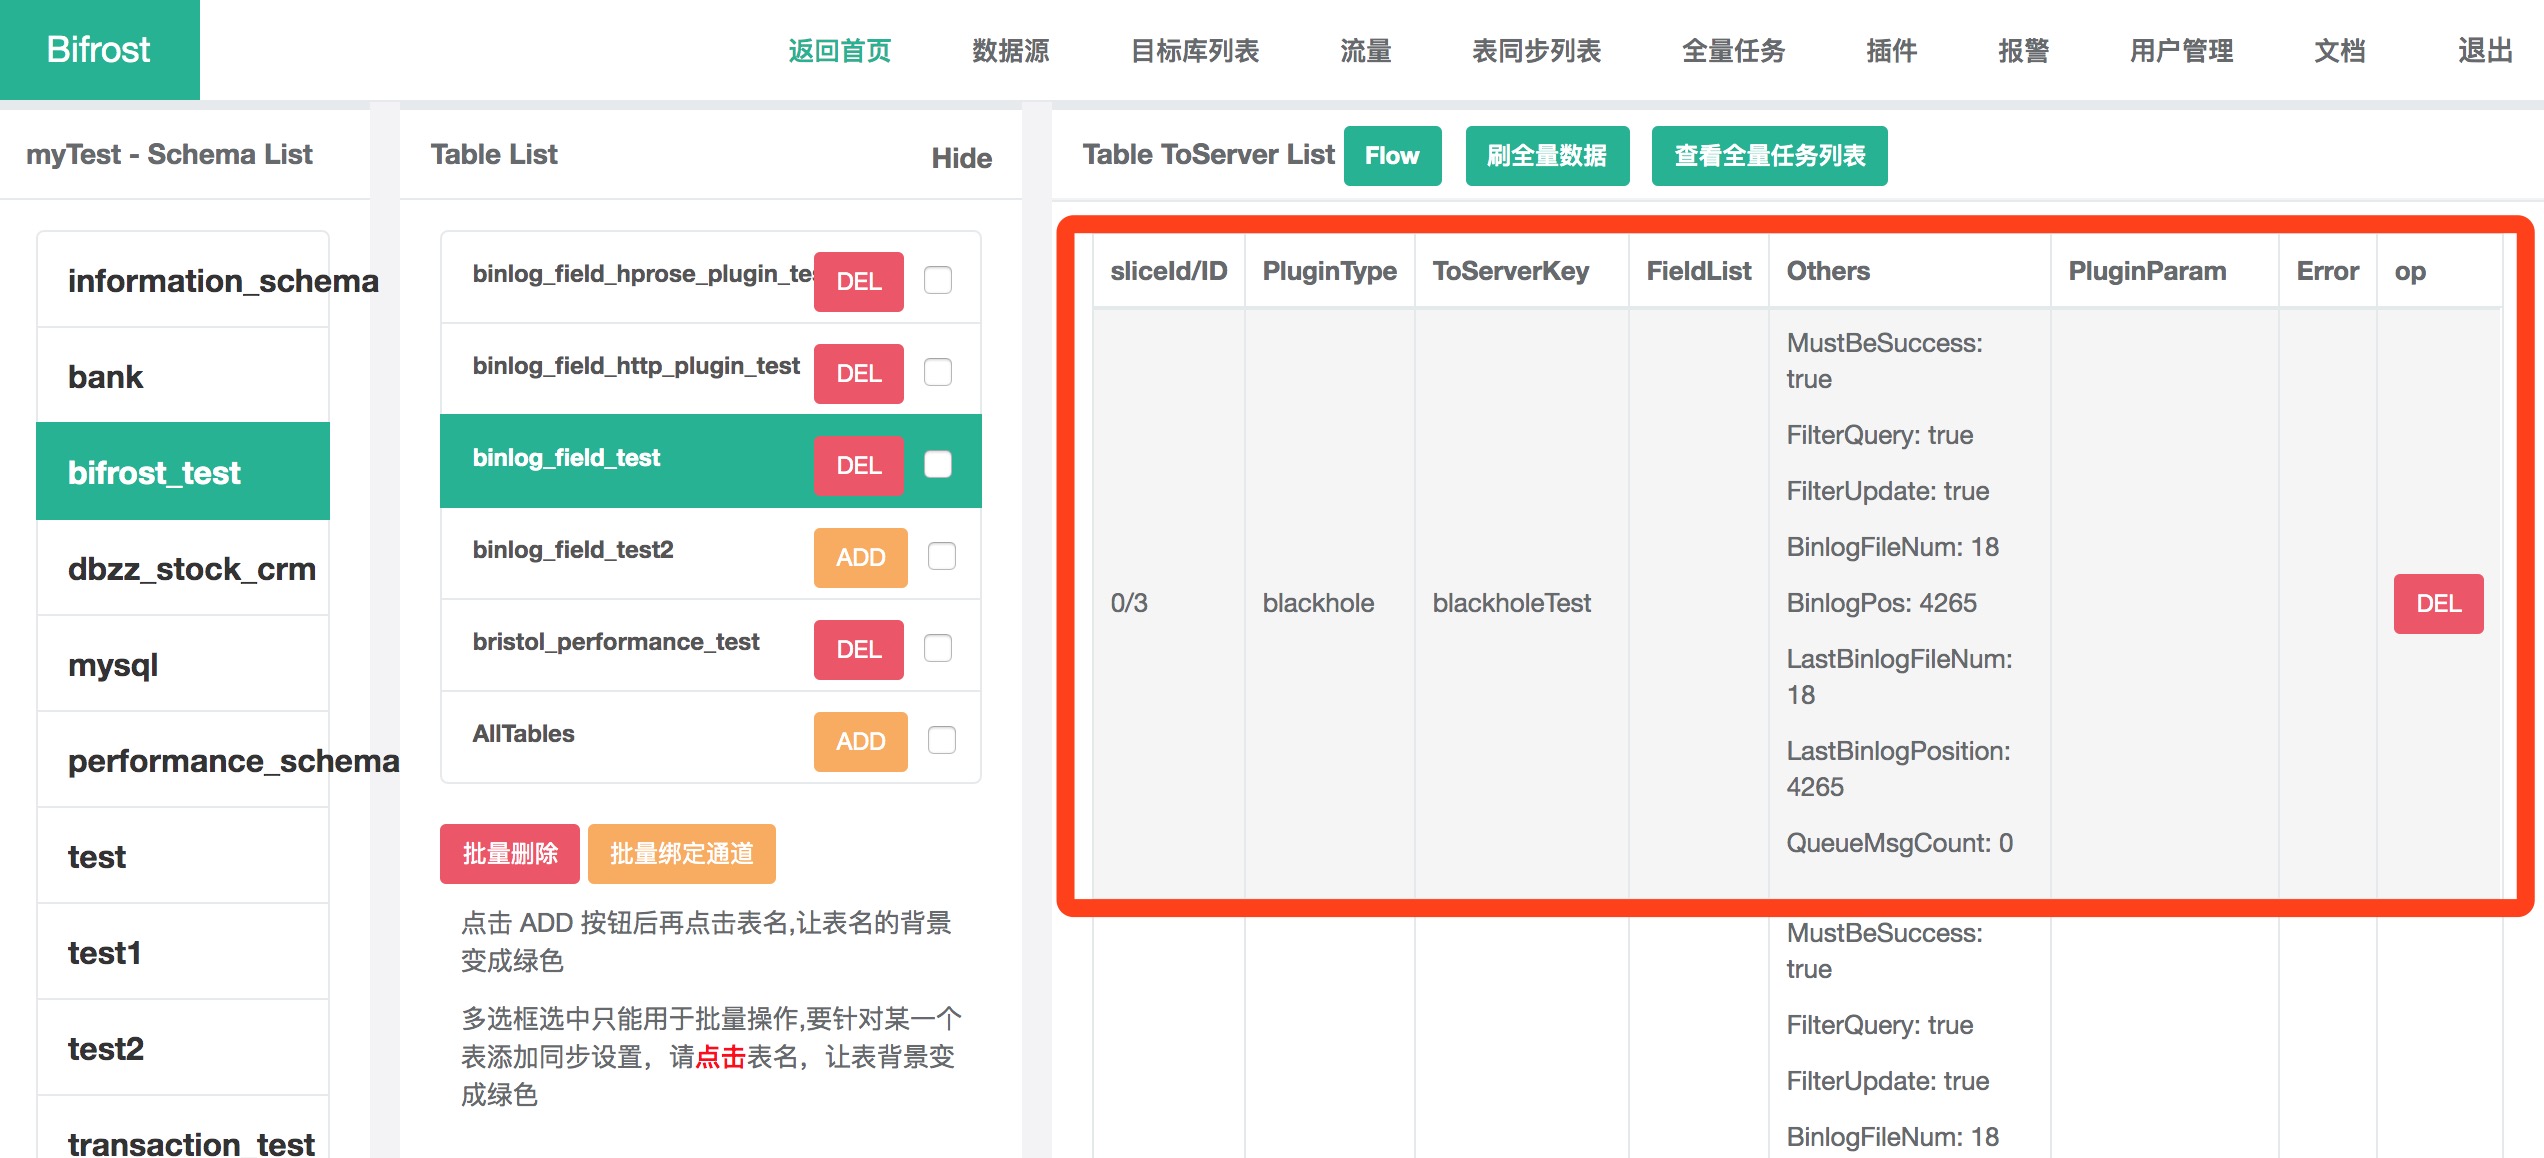 Bifrost
返回首页 数据源 目标库列表 流量 表同步列表 全量任务 插件 报警 用户管理 文档 退出
myTest - Schema List
information_schema
bank
bifrost_test
dbzz_stock_crm
mysql
performance_schema
test
test1
test2
transaction_test
Table List Hide
binlog_field_hprose_plugin_tes DEL
binlog_field_http_plugin_test DEL
binlog_field_test DEL
binlog_field_test2 ADD
bristol_performance_test DEL
AllTables ADD
批量删除 批量绑定通道
点击 ADD 按钮后再点击表名,让表名的背景
变成绿色
多选框选中只能用于批量操作,要针对某一个
表添加同步设置，请点击表名，让表背景变
成绿色
Table ToServer List Flow 刷全量数据 查看全量任务列表
sliceId/ID PluginType ToServerKey FieldList Others PluginParam Error op
0/3 blackhole blackholeTest
MustBeSuccess:
true
FilterQuery: true
FilterUpdate: true
BinlogFileNum: 18
BinlogPos: 4265
LastBinlogFileNum:
18
LastBinlogPosition:
4265
QueueMsgCount: 0
DEL
MustBeSuccess:
true
FilterQuery: true
FilterUpdate: true
BinlogFileNum: 18